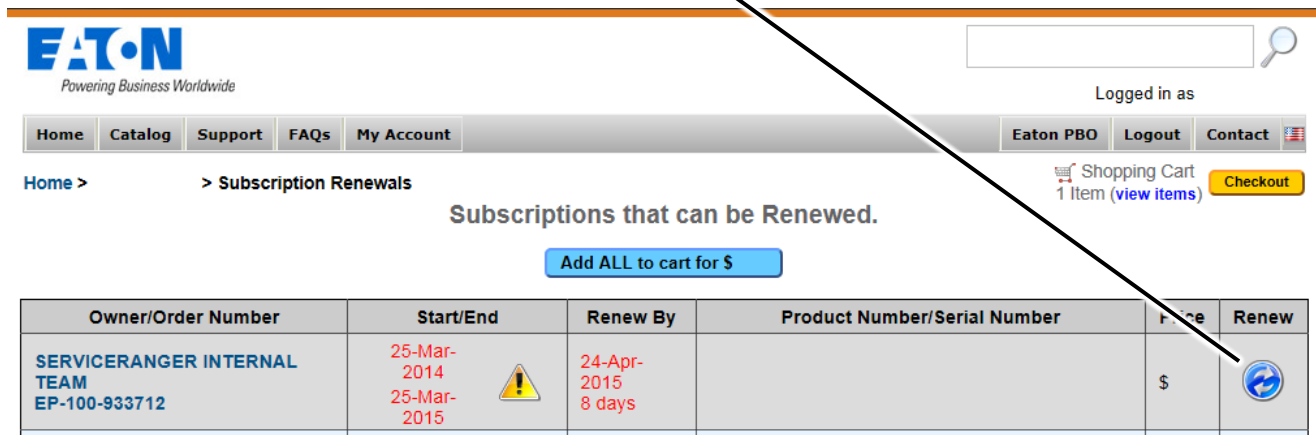 EATON
Powering Business Worldwide
Logged in as
Home Catalog Support FAQs My Account Eaton PBO Logout Contact
Home > > Subscription Renewals
Shopping Cart
1 Item (view items)
Checkout
Subscriptions that can be Renewed.
Add ALL to cart for $
Owner/Order Number Start/End Renew By Product Number/Serial Number Price Renew
SERVICERANGER INTERNAL
TEAM
EP-100-933712
25-Mar-
2014
25-Mar-
2015
24-Apr-
2015
8 days
$